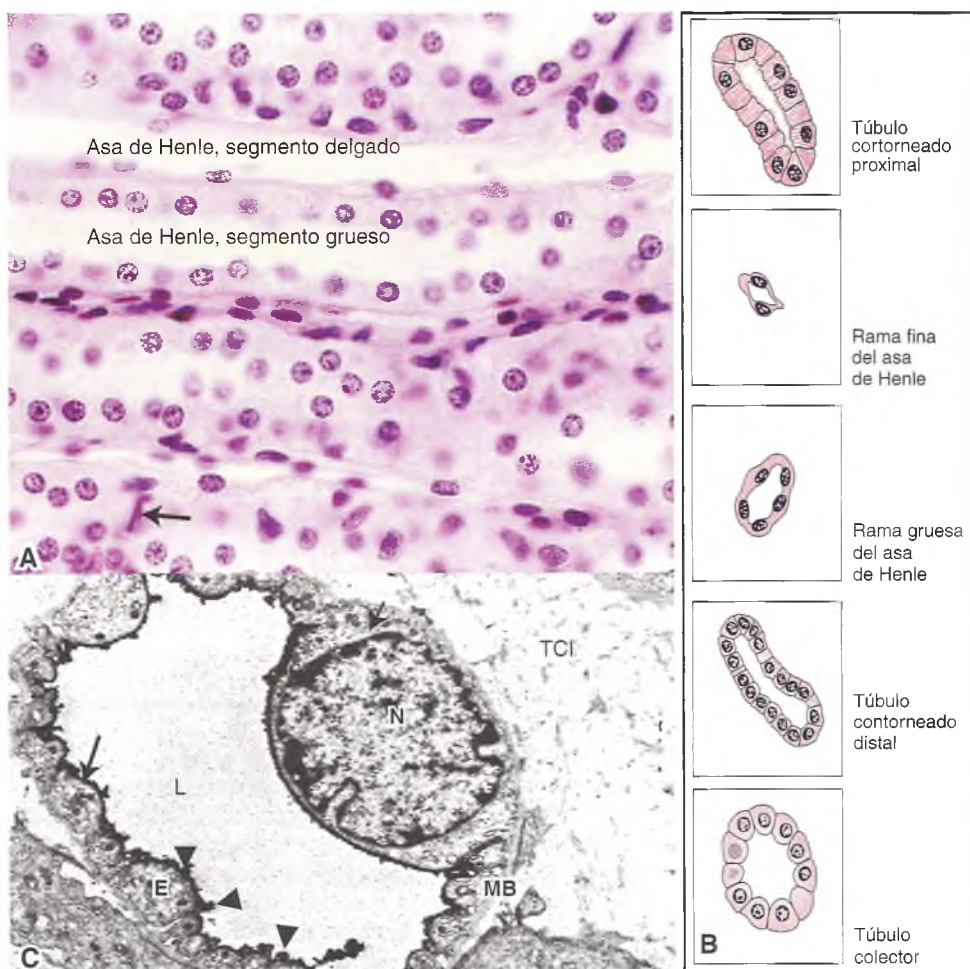 Asa de Henle, segmento delgado
Asa de Henle, segmento grueso
A
N
TCI
L
E
MB
C
Túbulo
cortorneado
proximal
Rama fina
del asa
de Henle
Rama gruesa
del asa
de Henle
Túbulo
contorneado
distal
B
Túbulo
colector